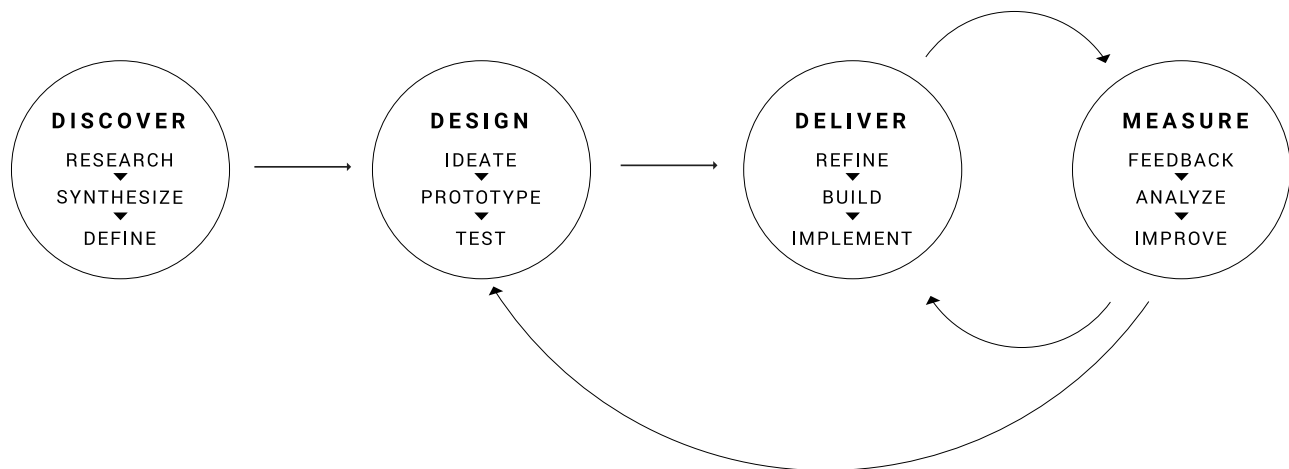 DISCOVER
RESEARCH
SYNTHESIZE
DEFINE
DESIGN
IDEATE
PROTOTYPE
TEST
DELIVER
REFINE
BUILD
IMPLEMENT
MEASURE
FEEDBACK
ANALYZE
IMPROVE